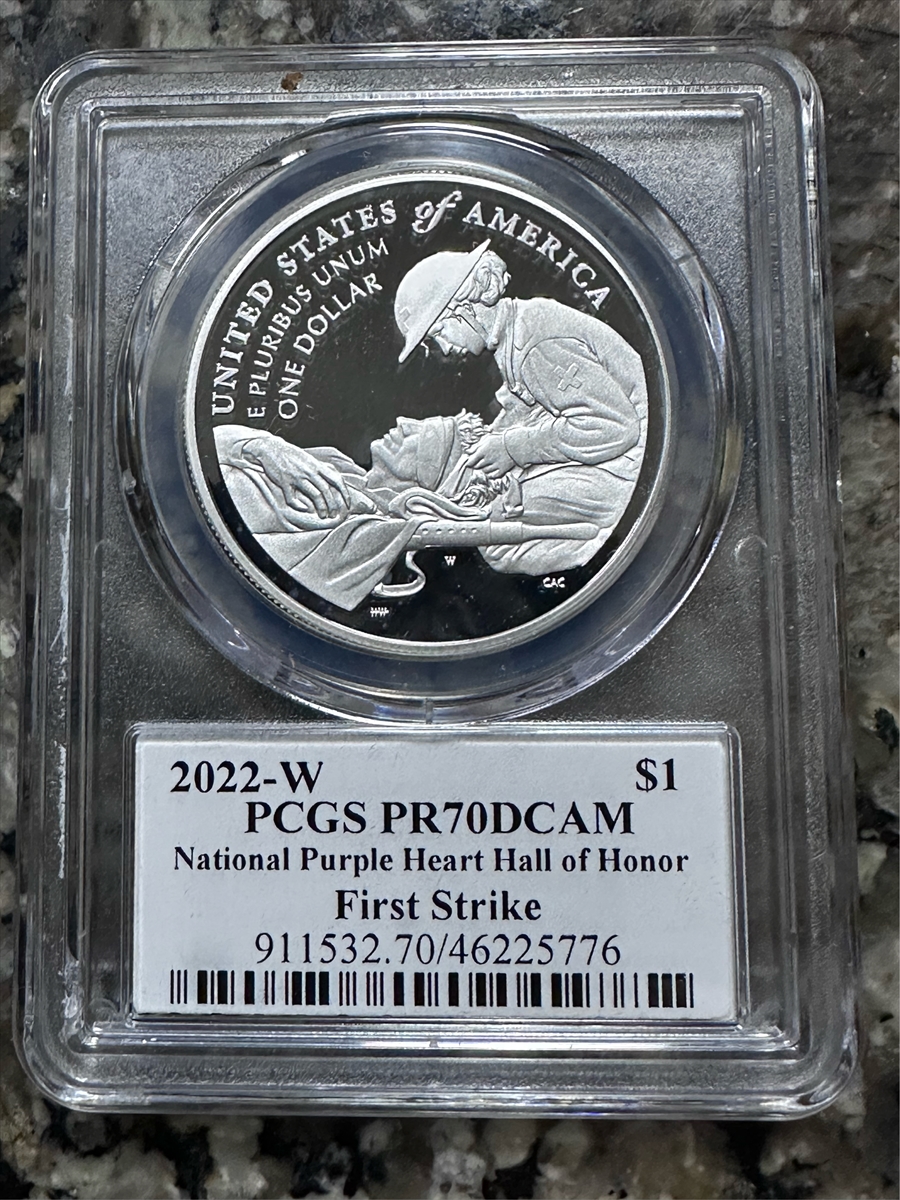 UNITED STATES of AMERICA
E PLURIBUS UNUM
ONE DOLLAR
W
CAC
2022-W $1
PCGS PR70DCAM
National Purple Heart Hall of Honor
First Strike
911532.70/46225776